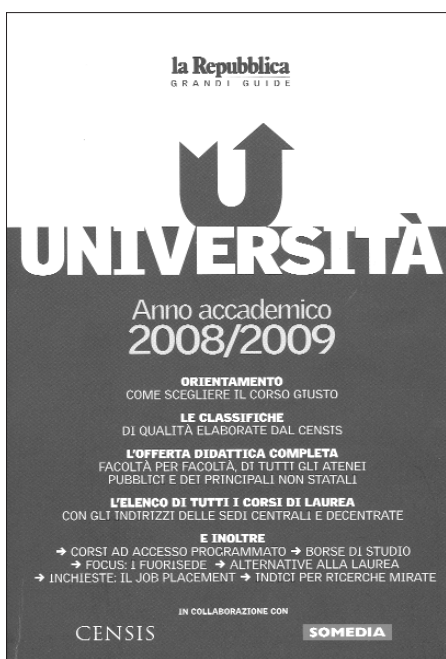 la Repubblica
GRANDI GUIDE
U
UNIVERSITÀ
Anno accademico
2008/2009
ORIENTAMENTO
COME SCEGLIERE IL CORSO GIUSTO
LE CLASSIFICHE
DI QUALITÀ ELABORATE DAL CENSIS
L'OFFERTA DIDATTICA COMPLETA
FACOLTÀ PER FACOLTÀ, DI TUTTI GLI ATENEI
PUBBLICI E DEI PRINCIPALI NON STATALI
L'ELENCO DI TUTTI I CORSI DI LAUREA
CON GLI INDIRIZZI DELLE SEDI CENTRALI E DECENTRATE
E INOLTRE
➔ CORSI AD ACCESSO PROGRAMMATO ➔ BORSE DI STUDIO
➔ FOCUS: I FUORISEDE ➔ ALTERNATIVE ALLA LAUREA
➔ INCHIESTE: IL JOB PLACEMENT ➔ INDICI PER RICERCHE MIRATE
IN COLLABORAZIONE CON
CENSIS SOMEDIA